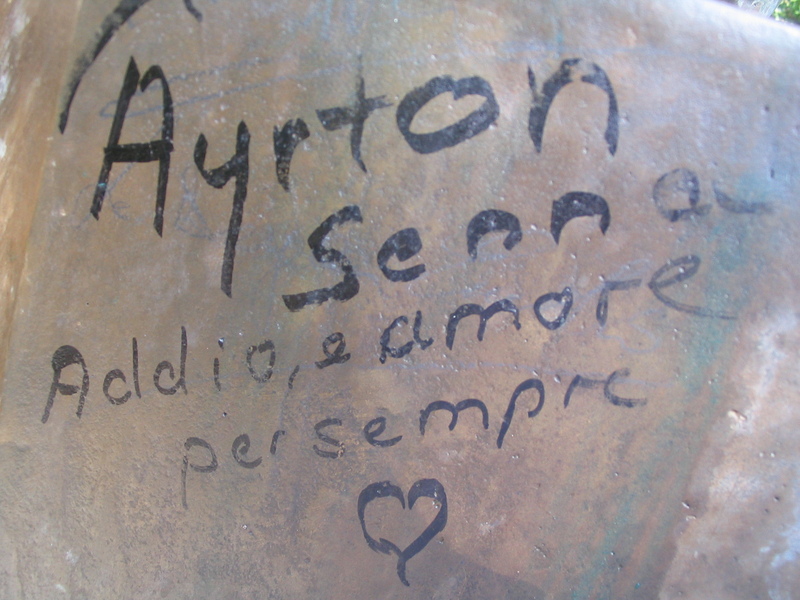 Ayrton
Senna
Addio, e amore
per sempre